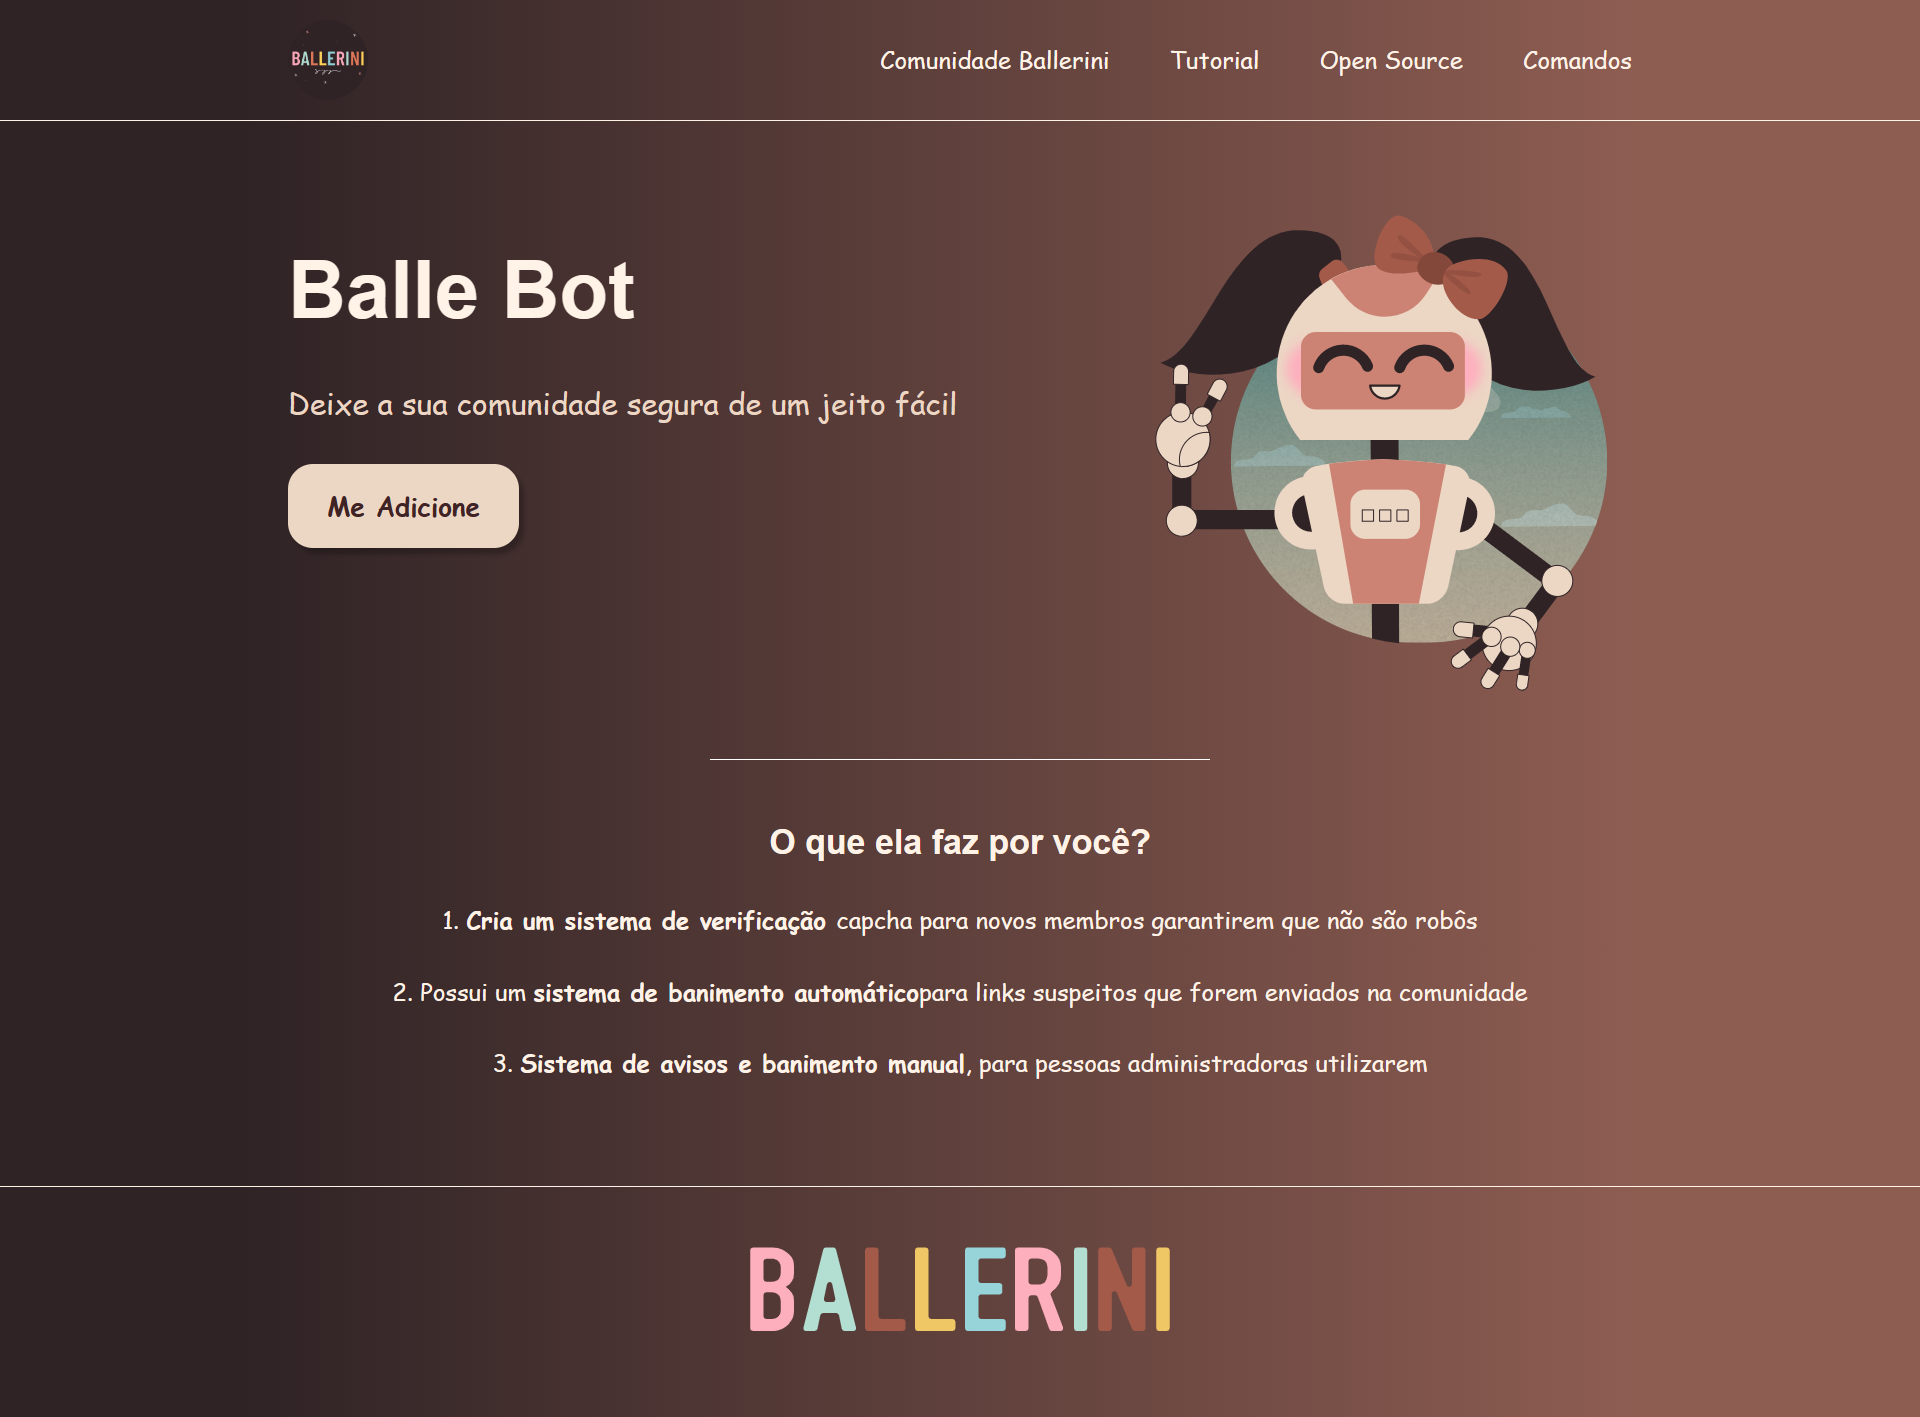 BALLERINI
Comunidade Ballerini
Tutorial
Open Source
Comandos
Balle Bot
Deixe a sua comunidade segura de um jeito fácil
Me Adicione
O que ela faz por você?
1. Cria um sistema de verificação capcha para novos membros garantirem que não são robôs
2. Possui um sistema de banimento automáticopara links suspeitos que forem enviados na comunidade
3. Sistema de avisos e banimento manual, para pessoas administradoras utilizarem
BALLERINI